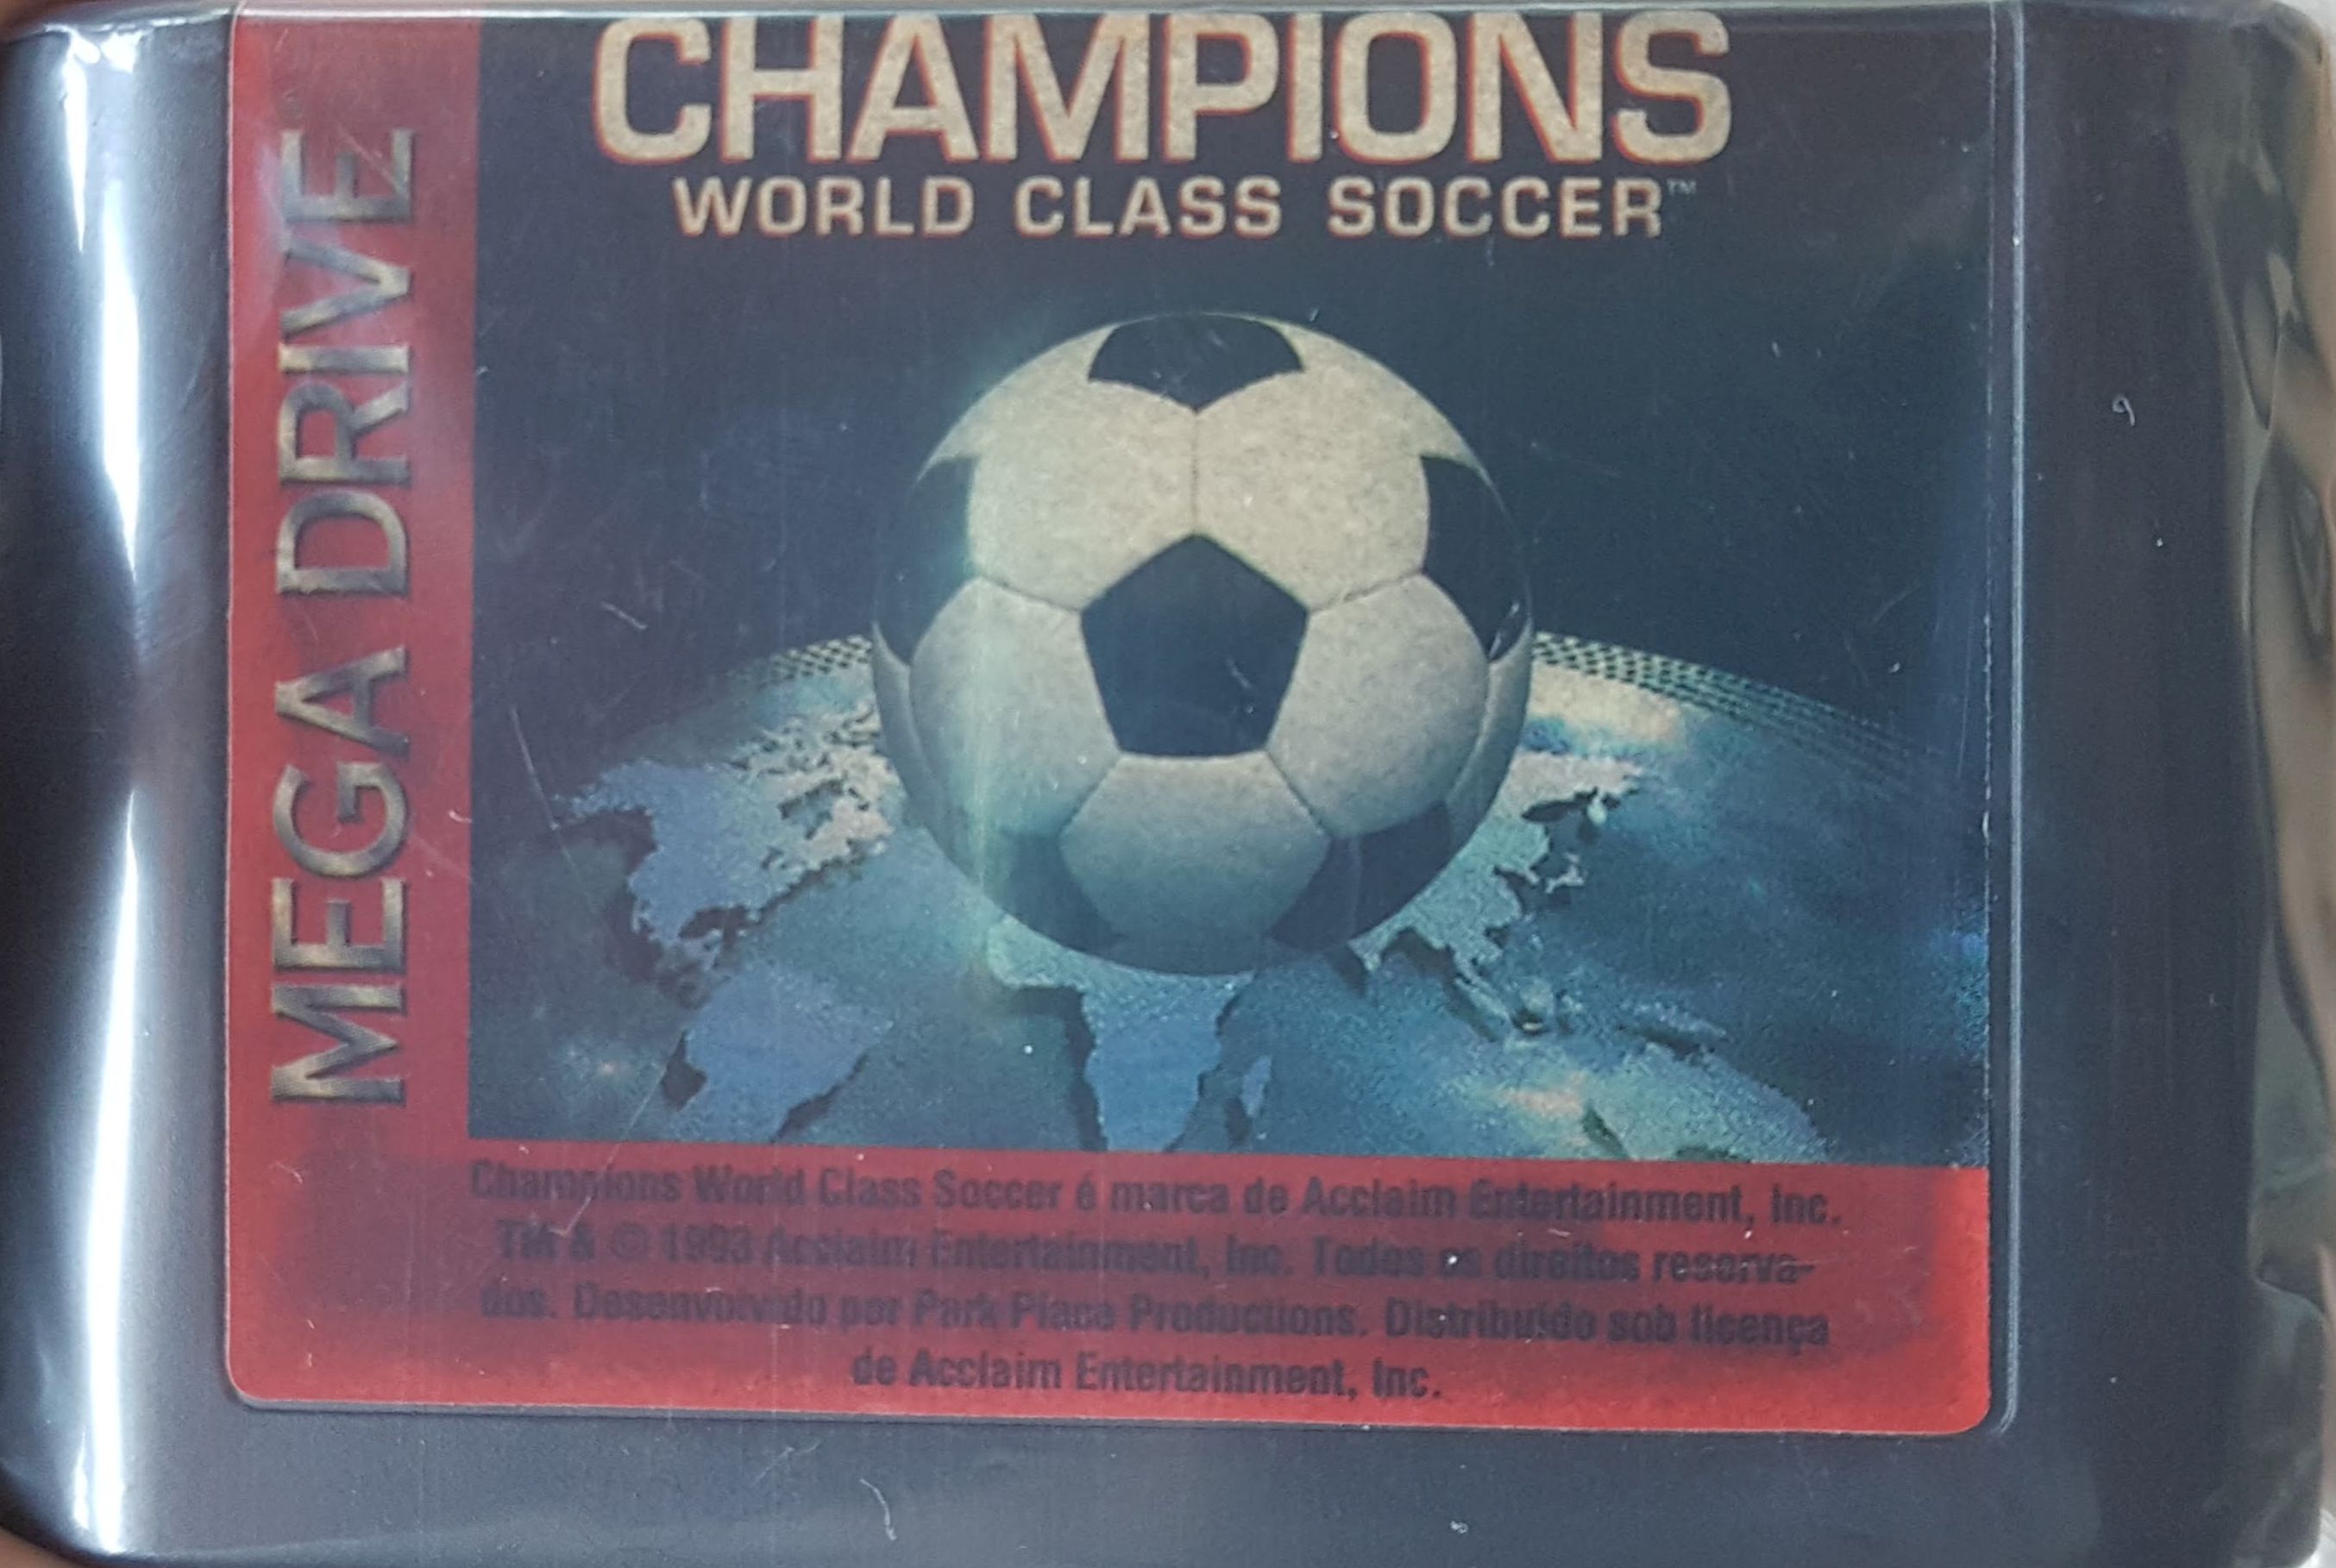 CHAMPIONS
WORLD CLASS SOCCER™
MEGA DRIVE
Champions World Class Soccer é marca de Acclaim Entertainment, Inc.
TM & © 1993 Acclaim Entertainment, Inc. Todos os direitos reserva-
dos. Desenvolvido por Park Place Productions. Distribuído sob licença
de Acclaim Entertainment, Inc.